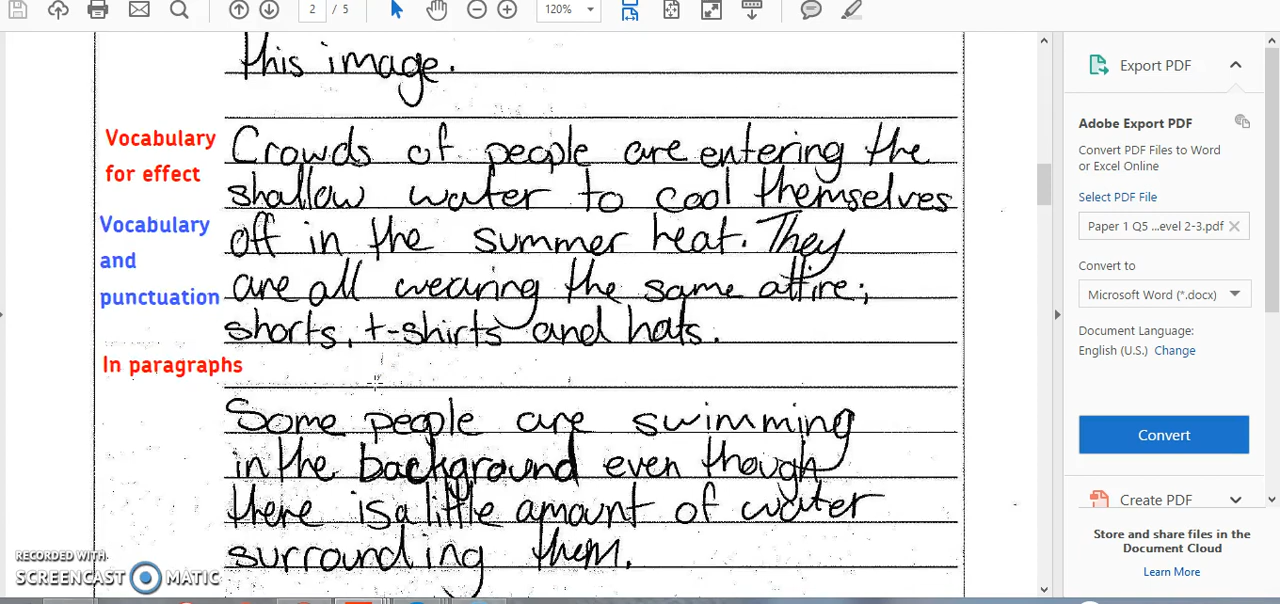 2 / 5
120%
this image.
Vocabulary
for effect
Crowds of people are entering the
shallow water to cool themselves
Vocabulary
and
punctuation
off in the summer heat. They
are all wearing the same attire;
shorts, t-shirts and hats.
In paragraphs
Some people are swimming
in the background even though
there is a little amount of water
surrounding them.
RECORDED WITH
SCREENCAST MATIC
Export PDF
Adobe Export PDF
Convert PDF Files to Word
or Excel Online
Select PDF File
Paper 1 Q5 ...evel 2-3.pdf
Convert to
Microsoft Word (*.docx)
Document Language:
English (U.S.) Change
Convert
Create PDF
Store and share files in the
Document Cloud
Learn More